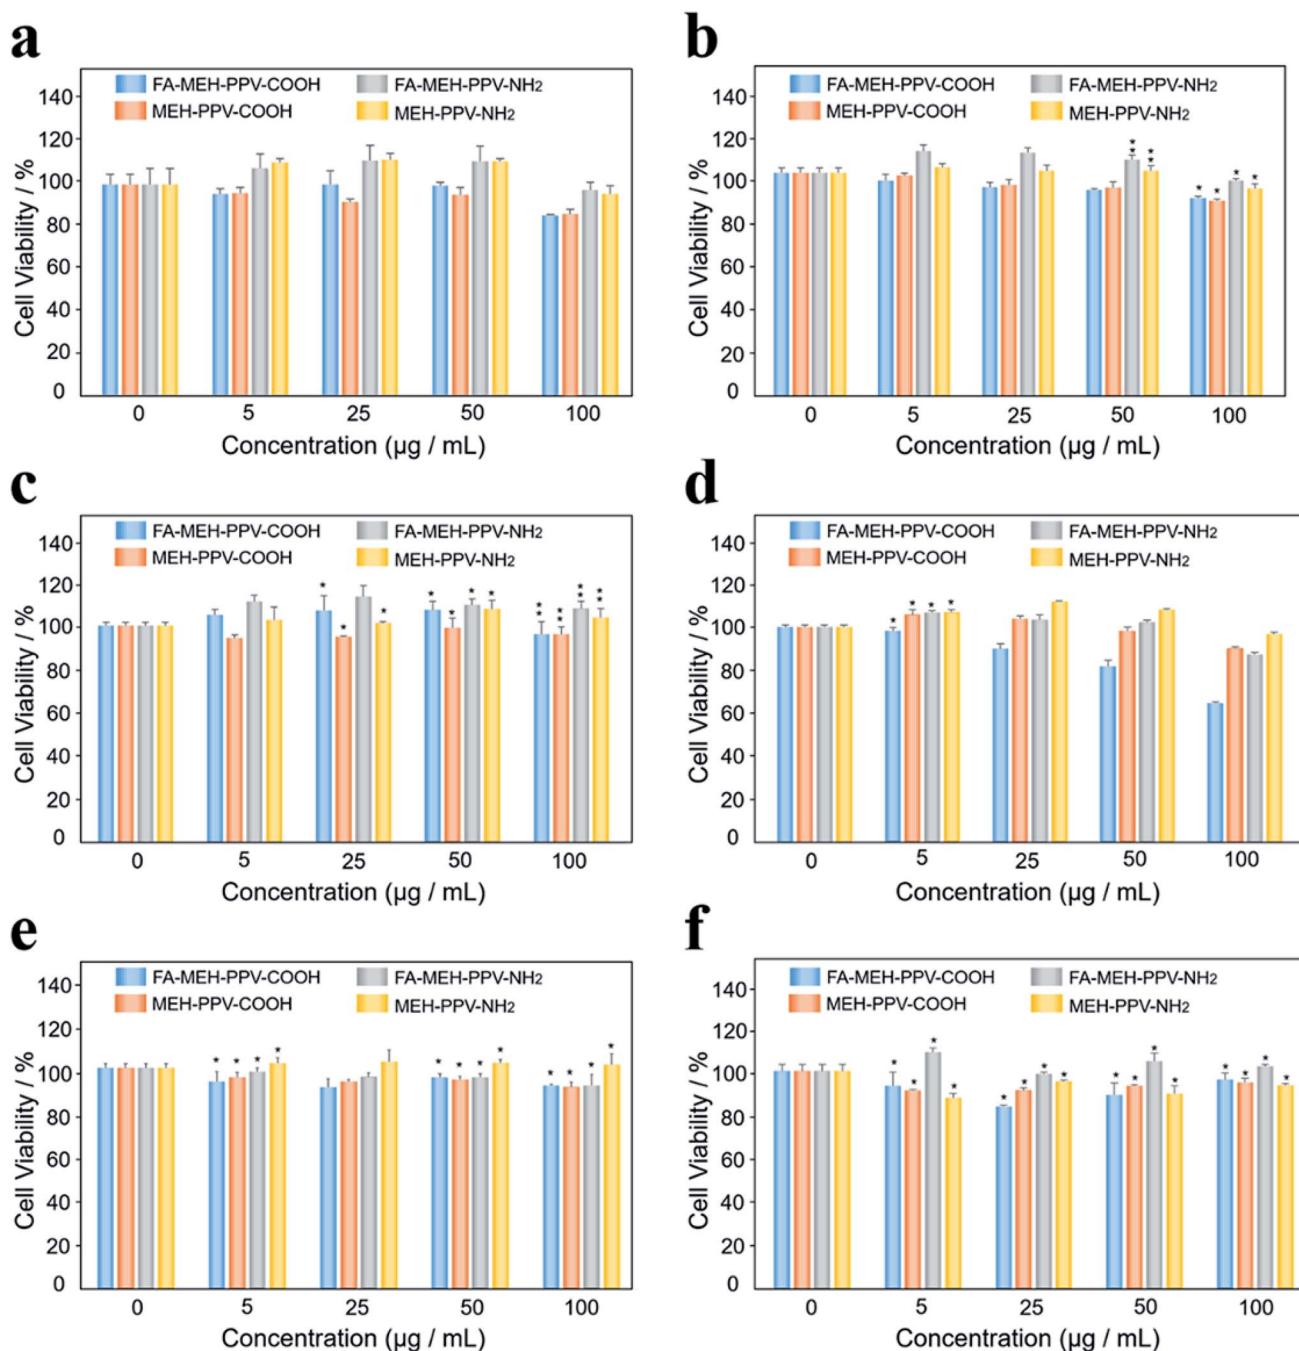 a
FA-MEH-PPV-COOH FA-MEH-PPV-NH2
MEH-PPV-COOH MEH-PPV-NH2
Cell Viability / %
140
120
100
80
60
40
20
0
0 5 25 50 100
Concentration (µg / mL)
b
FA-MEH-PPV-COOH FA-MEH-PPV-NH2
MEH-PPV-COOH MEH-PPV-NH2
Cell Viability / %
140
120
100
80
60
40
20
0
** **
* * * *
0 5 25 50 100
Concentration (µg / mL)
c
FA-MEH-PPV-COOH FA-MEH-PPV-NH2
MEH-PPV-COOH MEH-PPV-NH2
Cell Viability / %
140
120
100
80
60
40
20
0
* * *
* * * *
** ** ** **
0 5 25 50 100
Concentration (µg / mL)
d
FA-MEH-PPV-COOH FA-MEH-PPV-NH2
MEH-PPV-COOH MEH-PPV-NH2
Cell Viability / %
140
120
100
80
60
40
20
0
* * * *
0 5 25 50 100
Concentration (µg / mL)
e
FA-MEH-PPV-COOH FA-MEH-PPV-NH2
MEH-PPV-COOH MEH-PPV-NH2
Cell Viability / %
140
120
100
80
60
40
20
0
* * * *
* * * *
* * * *
0 5 25 50 100
Concentration (µg / mL)
f
FA-MEH-PPV-COOH FA-MEH-PPV-NH2
MEH-PPV-COOH MEH-PPV-NH2
Cell Viability / %
140
120
100
80
60
40
20
0
* * * *
* * * *
* * * *
* * * *
0 5 25 50 100
Concentration (µg / mL)